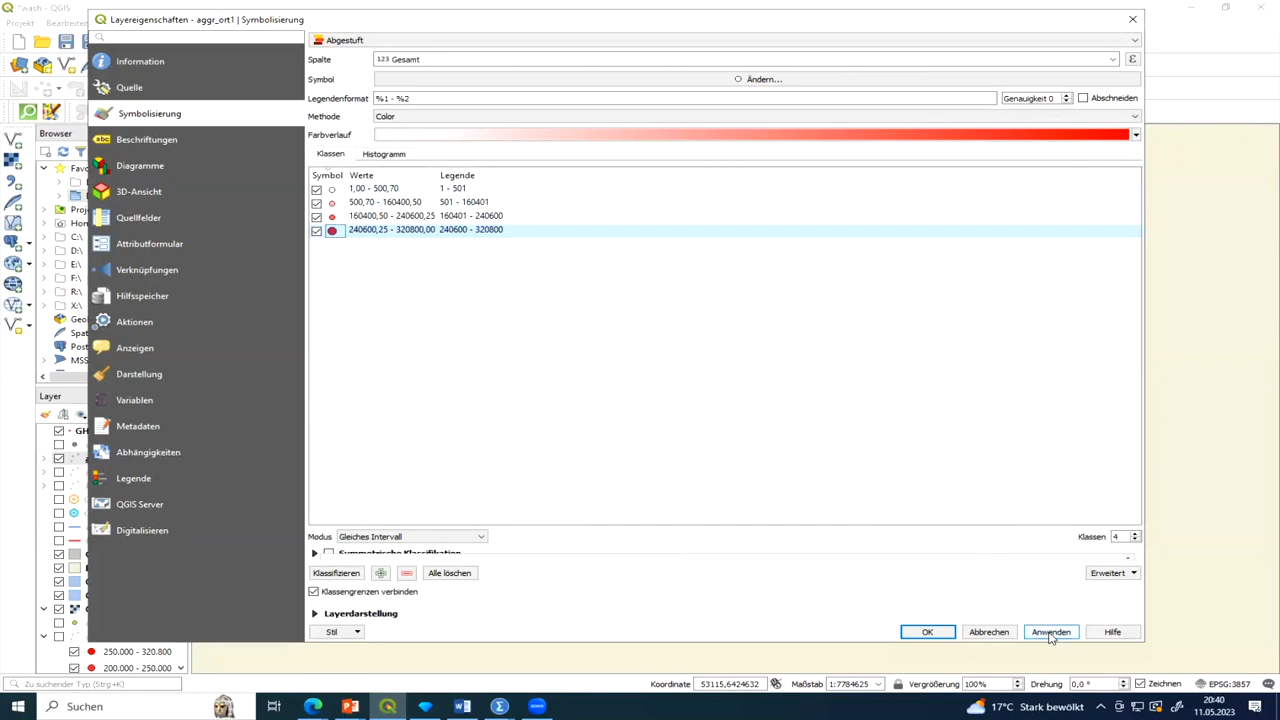 *wash - QGIS
Projekt Bearbeiten
Layereigenschaften - aggr_ort1 | Symbolisierung
Information
Quelle
Symbolisierung
Beschriftungen
Diagramme
3D-Ansicht
Quellfelder
Attributformular
Verknüpfungen
Hilfsspeicher
Aktionen
Anzeigen
Darstellung
Variablen
Metadaten
Abhängigkeiten
Legende
QGIS Server
Digitalisieren
Abgestuft
Spalte 123 Gesamt
Symbol Ändern...
Legendenformat %1 - %2 Genauigkeit 0 Abschneiden
Methode Color
Farbverlauf
Klassen Histogramm
Symbol Werte Legende
1,00 - 500,70 1 - 501
500,70 - 160400,50 501 - 160401
160400,50 - 240600,25 160401 - 240600
240600,25 - 320800,00 240600 - 320800
Modus Gleiches Intervall Klassen 4
Symmetrische Klassifikation
Klassifizieren Alle löschen Erweitert
Klassengrenzen verbinden
Layerdarstellung
Stil OK Abbrechen Anwenden Hilfe
Browser
Favo
Proje
Hom
C:\
D:\
E:\
F:\
R:\
X:\
Geo
Spat
Post
MSS
Layer
GH
250.000 - 320.800
200.000 - 250.000
Zu suchender Typ (Strg+K) Koordinate 53115,6424632 Maßstab 1:7784625 Vergrößerung 100% Drehung 0,0 ° Zeichnen EPSG:3857
Suchen 17°C Stark bewölkt 20:40
11.05.2023